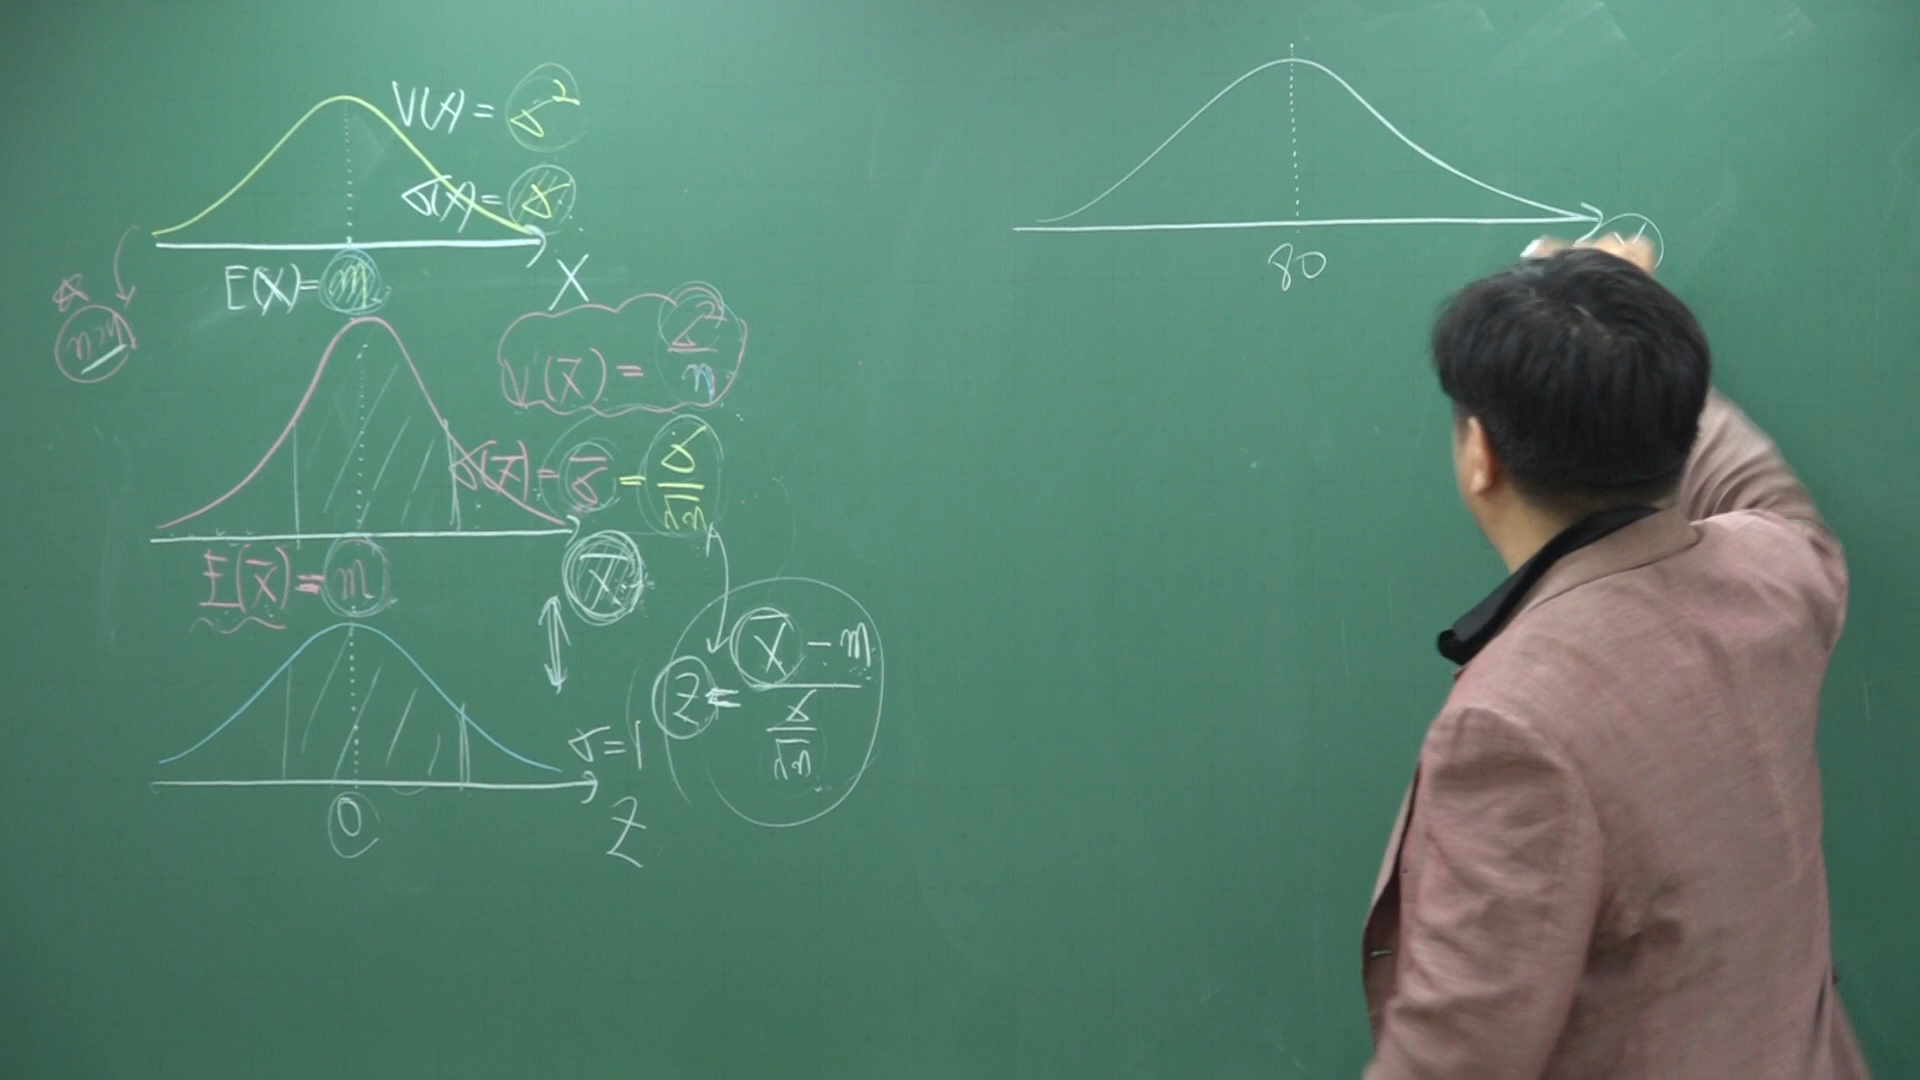 V(X) = σ²
σ(X) = σ
E(X) = m
X
V(X̄) = σ²/n
σ(X̄) = σ̄ = σ/√n
E(X̄) = m
X̄
Z = (X̄ - m)/(σ/√n)
σ = 1
0
Z
80